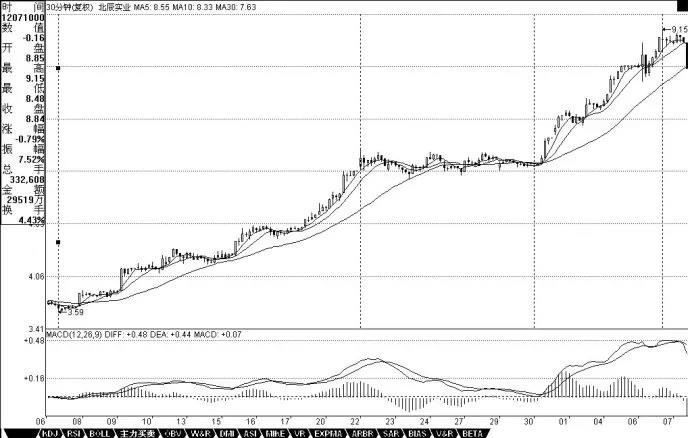 30分钟(复权) 北辰实业 MA5: 8.55 MA10: 8.33 MA30: 7.63
时 间
12071000
数 值
-0.16
开 盘
8.85
最 高
9.15
最 低
8.48
收 盘
8.84
涨 幅
-0.79%
振 幅
7.52%
总 手
332,608
金 额
29519万
换 手
4.43%
9.15
4.06
3.59
3.41
MACD(12,26,9) DIFF: +0.48 DEA: +0.44 MACD: +0.07
+0.48
+0.16
06 08 09 10 13 14 15 16 17 20 21 22 23 24 27 29 30 01 04 06 07
KDJ RSI BOLL 主力买卖 OBV W&R DMI ASI MIKE VR EXPMA ARBR SAR BIAS V&R BETA